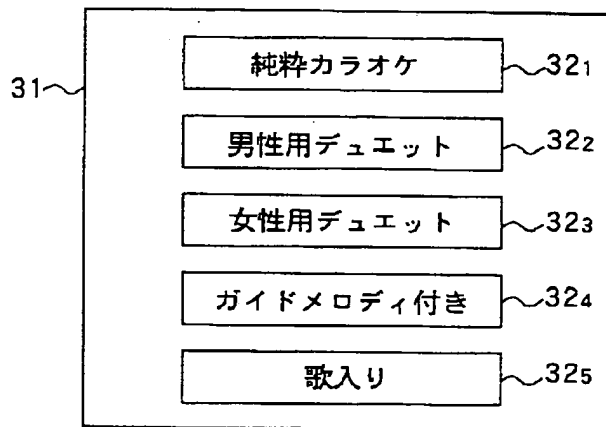 純粋カラオケ 32₁
31
男性用デュエット 32₂
女性用デュエット 32₃
ガイドメロディ付き 32₄
歌入り 32₅